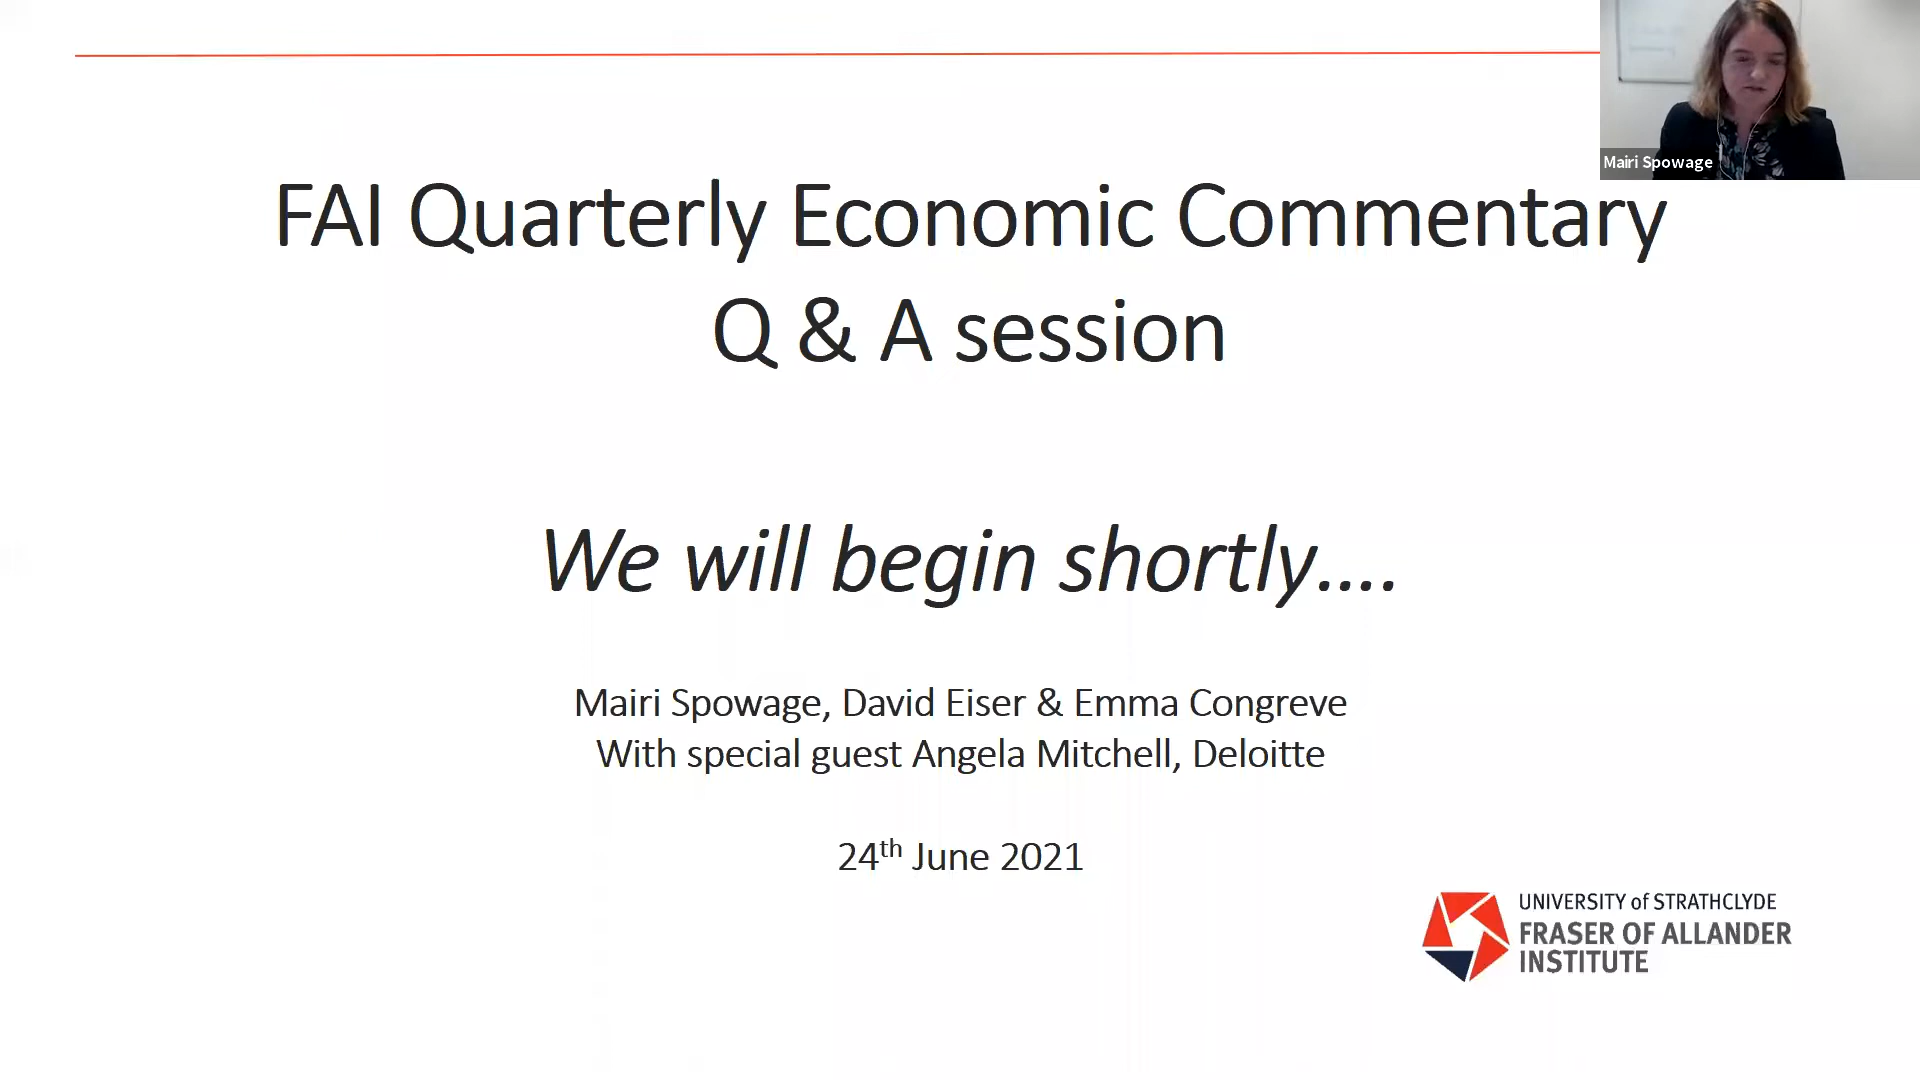 Mairi Spowage
FAI Quarterly Economic Commentary
Q & A session
We will begin shortly....
Mairi Spowage, David Eiser & Emma Congreve
With special guest Angela Mitchell, Deloitte
24th June 2021
UNIVERSITY of STRATHCLYDE
FRASER OF ALLANDER
INSTITUTE